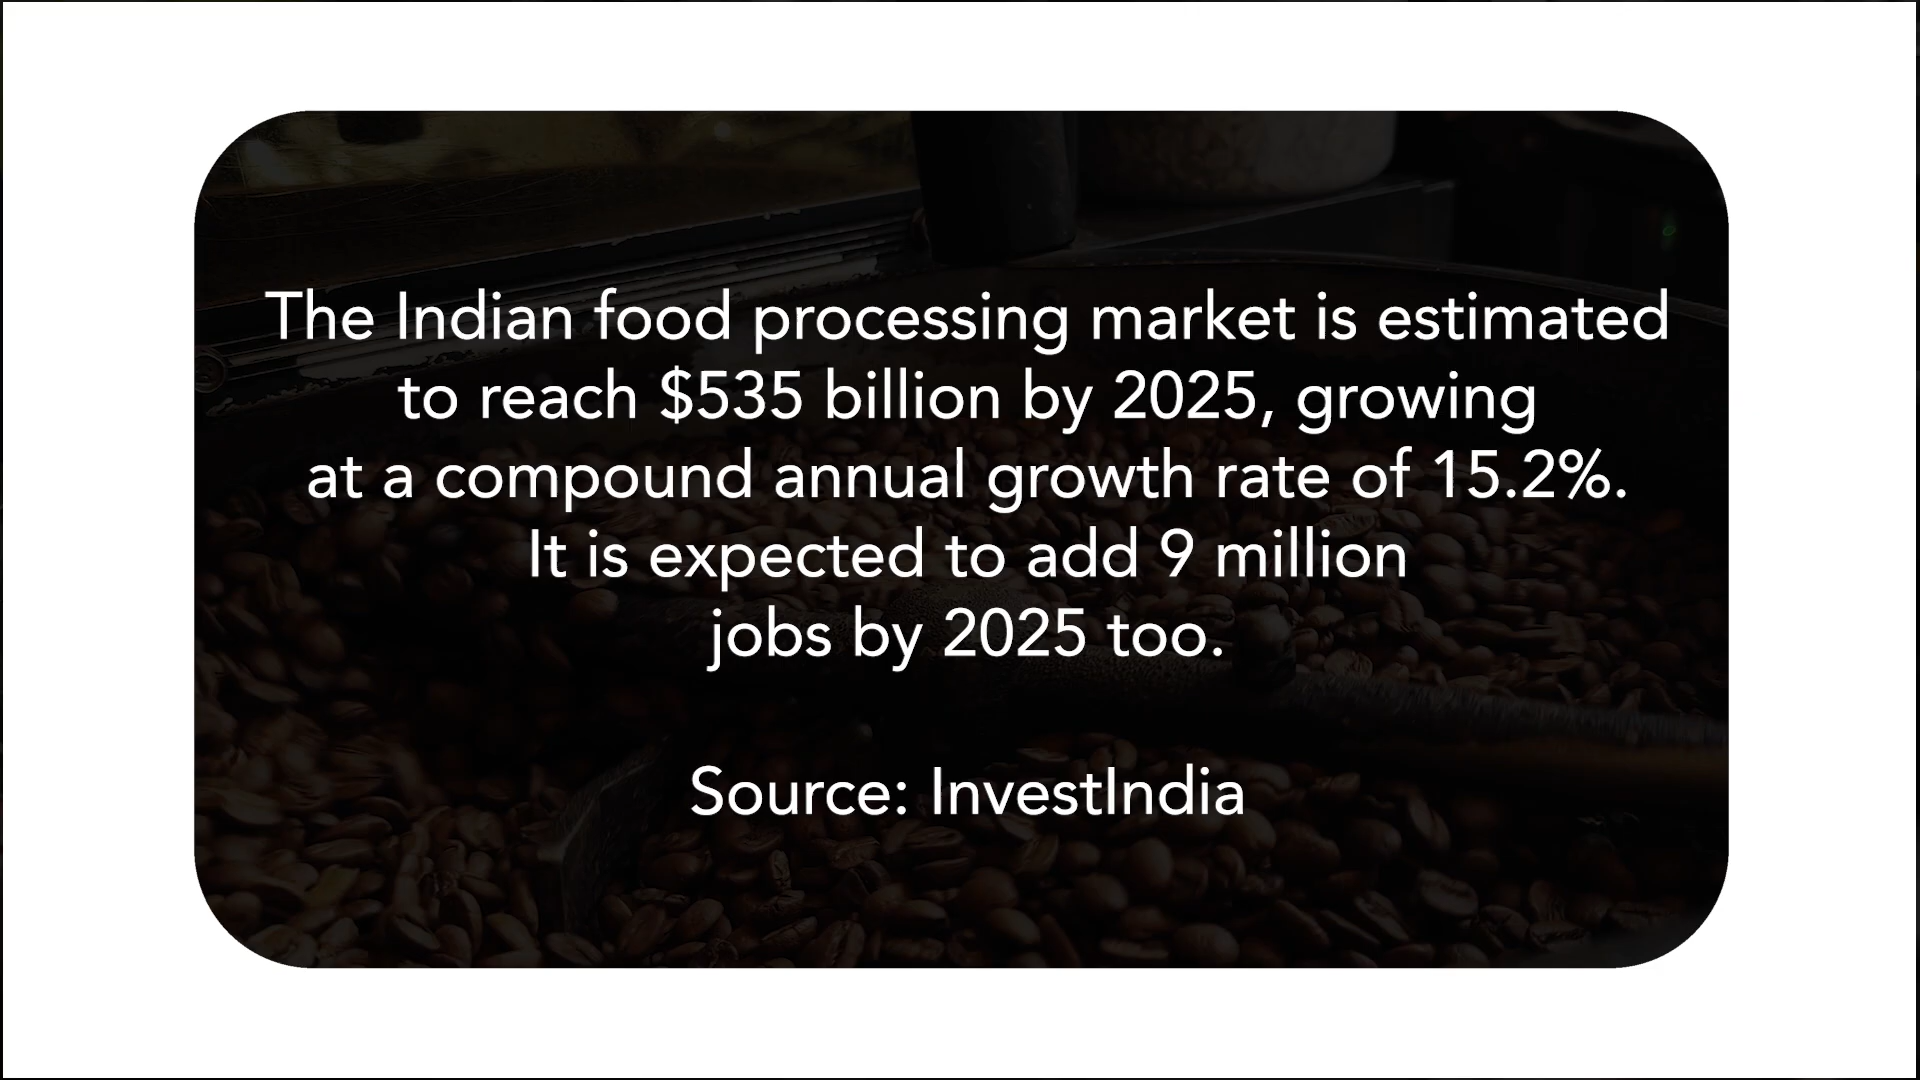 The Indian food processing market is estimated
to reach $535 billion by 2025, growing
at a compound annual growth rate of 15.2%.
It is expected to add 9 million
jobs by 2025 too.
Source: InvestIndia